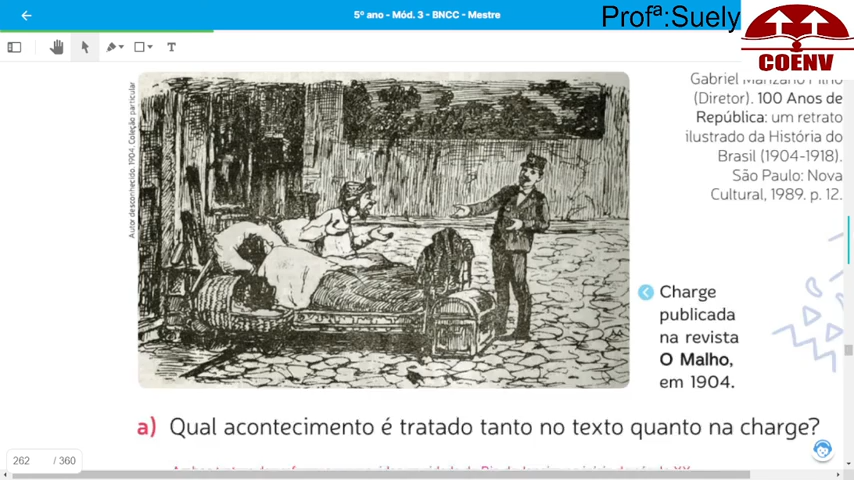 5º ano - Mód. 3 - BNCC - Mestre
Profª:Suely
COENV
T
Gabriel Manzano Filho
(Diretor). 100 Anos de
República: um retrato
ilustrado da História do
Brasil (1904-1918).
São Paulo: Nova
Cultural, 1989. p. 12.
Autor desconhecido. 1904. Coleção particular
Charge
publicada
na revista
O Malho,
em 1904.
a) Qual acontecimento é tratado tanto no texto quanto na charge?
262 / 360